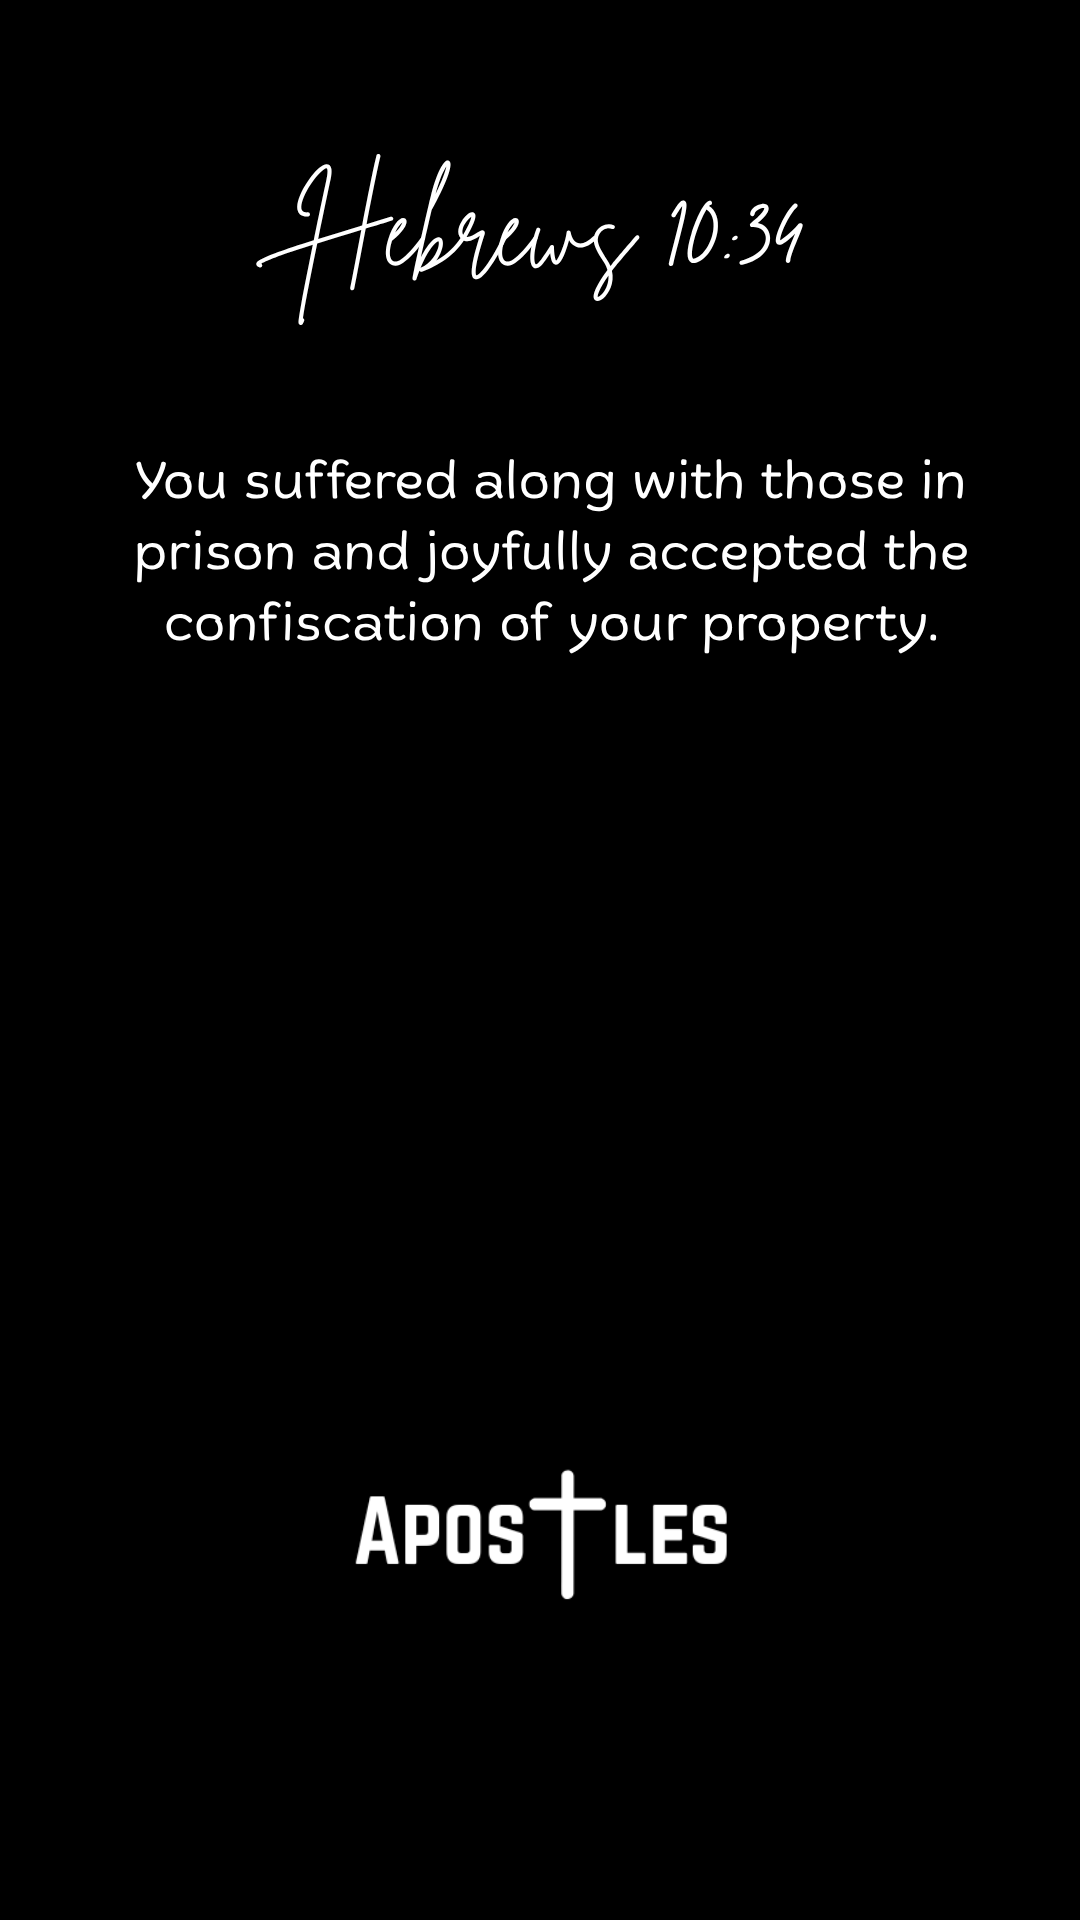 Hebrews 10:34
You suffered along with those in
prison and joyfully accepted the
confiscation of your property.
APOSTLES